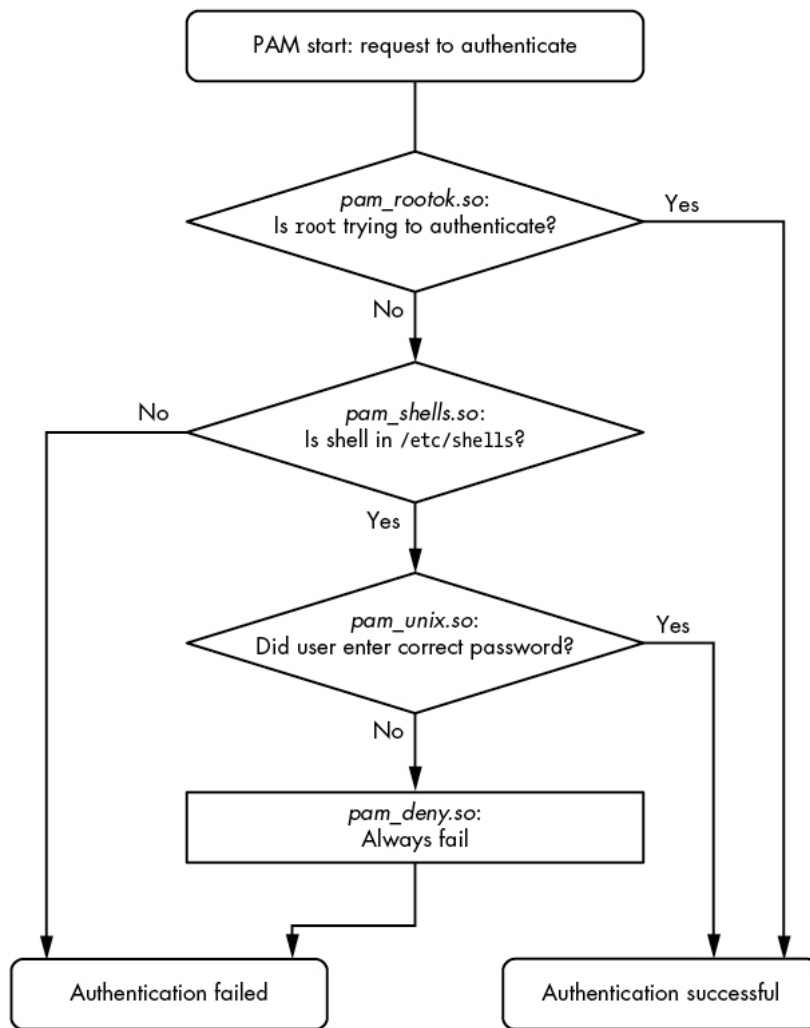 PAM start: request to authenticate
pam_rootok.so:
Is root trying to authenticate?
Yes
No
No
pam_shells.so:
Is shell in /etc/shells?
Yes
pam_unix.so:
Did user enter correct password?
Yes
No
pam_deny.so:
Always fail
Authentication failed
Authentication successful